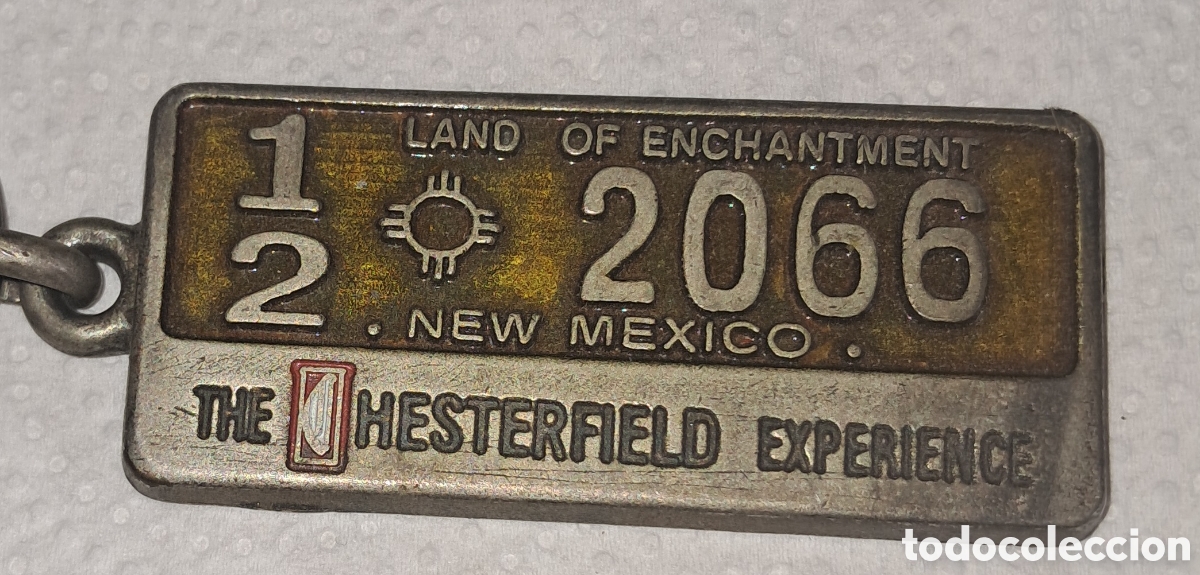 1
2
LAND OF ENCHANTMENT
2066
. NEW MEXICO .
THE CHESTERFIELD EXPERIENCE
todocoleccion